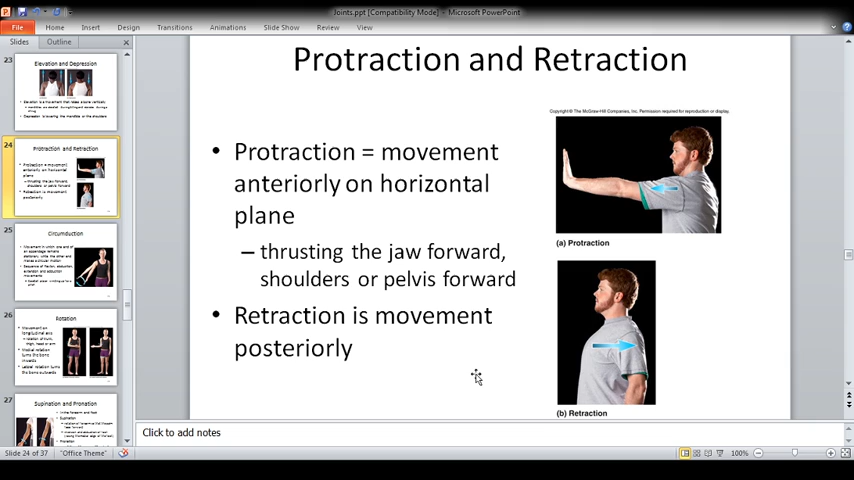 Joints.ppt [Compatibility Mode] - Microsoft PowerPoint
File Home Insert Design Transitions Animations Slide Show Review View
Slides Outline
23
Elevation and Depression
24
Protraction and Retraction
25
Circumduction
26
Rotation
27
Supination and Pronation
Protraction and Retraction
Copyright © The McGraw-Hill Companies, Inc. Permission required for reproduction or display.
• Protraction = movement
anteriorly on horizontal
plane
– thrusting the jaw forward,
shoulders or pelvis forward
• Retraction is movement
posteriorly
(a) Protraction
(b) Retraction
Click to add notes
Slide 24 of 37 "Office Theme" 100%